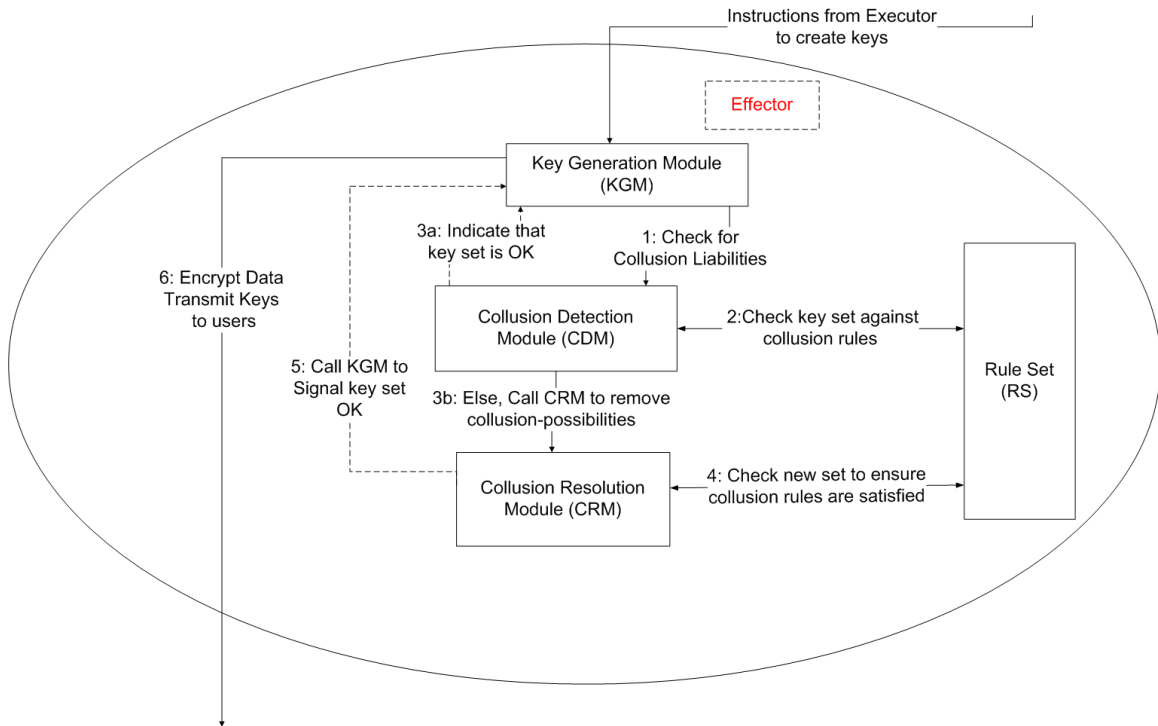 Instructions from Executor
to create keys
Effector
Key Generation Module
(KGM)
3a: Indicate that
key set is OK
1: Check for
Collusion Liabilities
6: Encrypt Data
Transmit Keys
to users
Collusion Detection
Module (CDM)
2:Check key set against
collusion rules
Rule Set
(RS)
5: Call KGM to
Signal key set
OK
3b: Else, Call CRM to remove
collusion-possibilities
Collusion Resolution
Module (CRM)
4: Check new set to ensure
collusion rules are satisfied